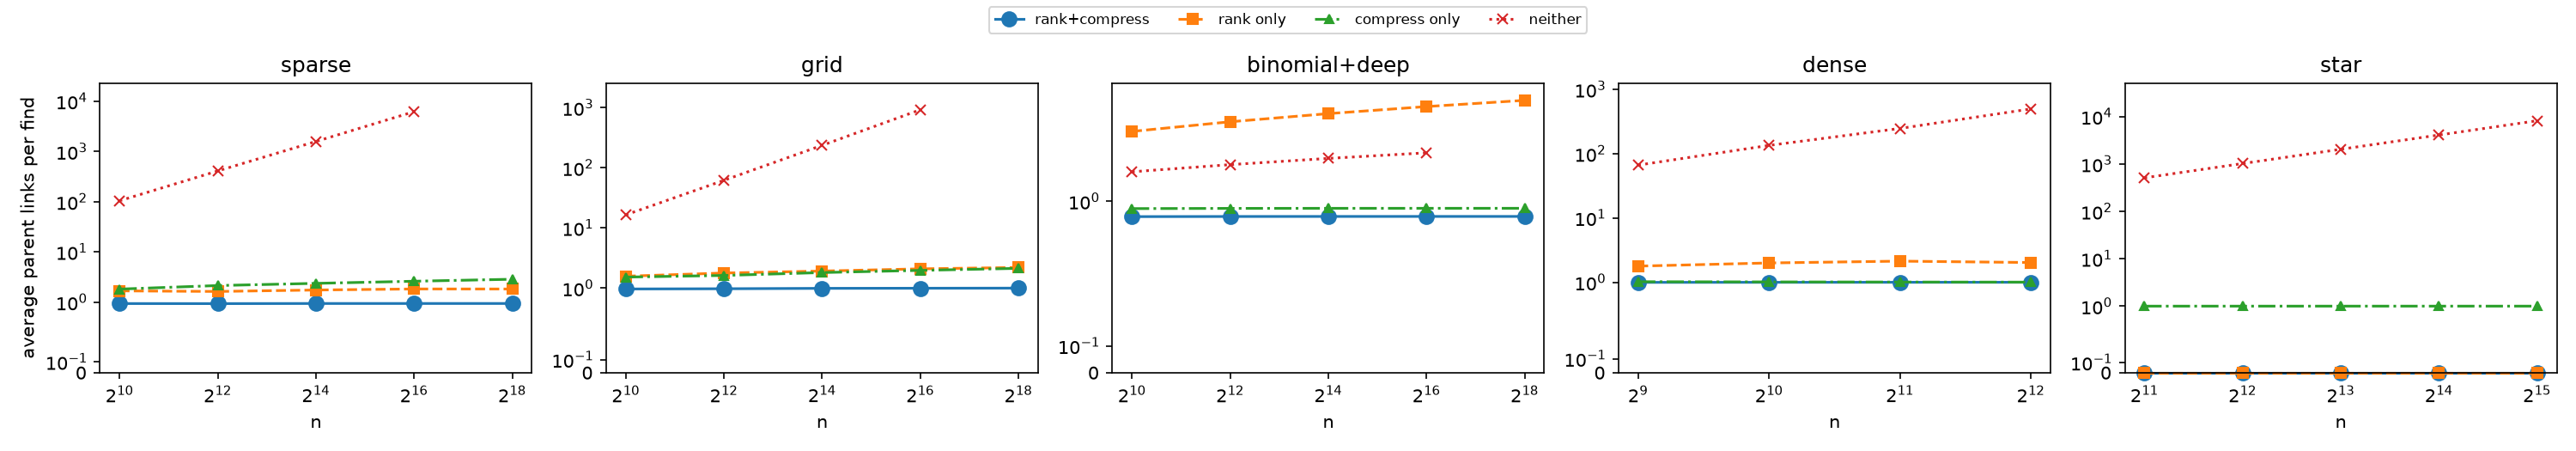 rank+compress rank only compress only neither
sparse
average parent links per find
10^4
10^3
10^2
10^1
10^0
10^-1
0
2^10 2^12 2^14 2^16 2^18
n
grid
10^3
10^2
10^1
10^0
10^-1
0
2^10 2^12 2^14 2^16 2^18
n
binomial+deep
10^0
10^-1
0
2^10 2^12 2^14 2^16 2^18
n
dense
10^3
10^2
10^1
10^0
10^-1
0
2^9 2^10 2^11 2^12
n
star
10^4
10^3
10^2
10^1
10^0
10^-1
0
2^11 2^12 2^13 2^14 2^15
n